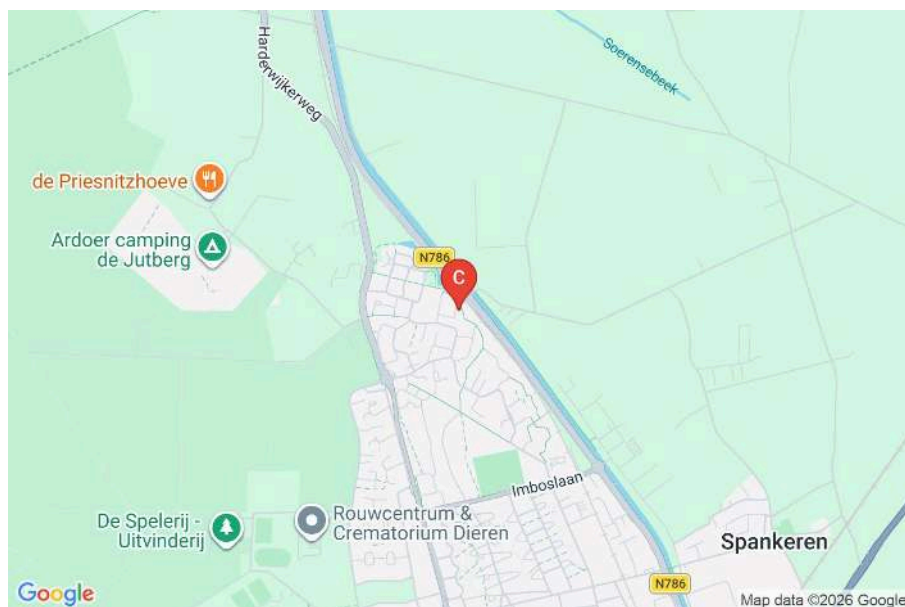 Harderwijkerweg
Soerensebeek
de Priesnitzhoeve
Ardoer camping
de Jutberg
N786
C
Imboslaan
De Spelerij -
Uitvinderij
Rouwcentrum &
Crematorium Dieren
Spankeren
N786
Google
Map data ©2026 Google